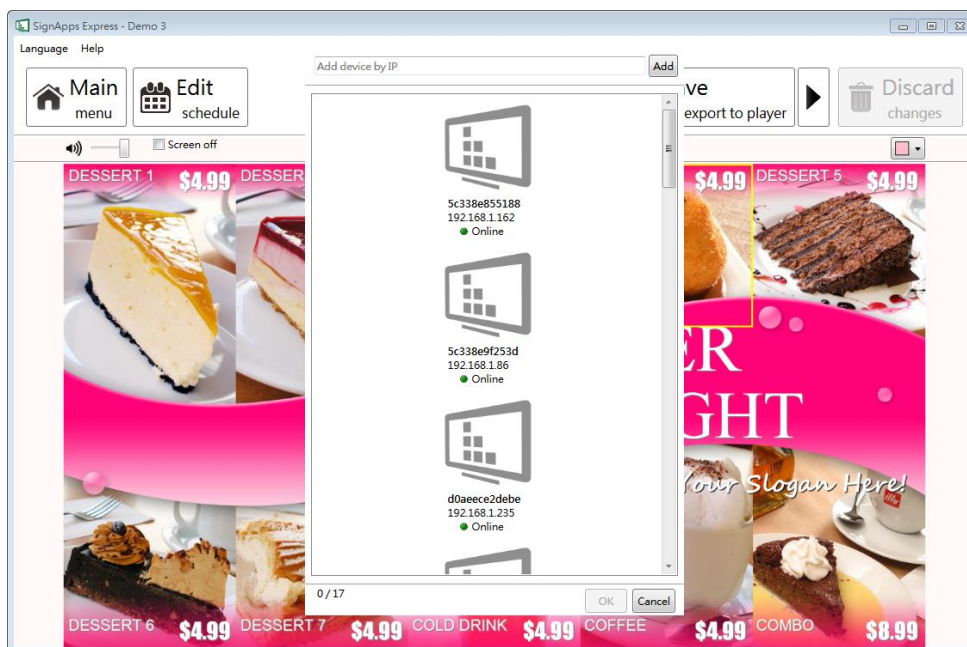 SignApps Express - Demo 3
Language Help
Add device by IP
Add
Main
menu
Edit
schedule
ve
export to player
Discard
changes
Screen off
DESSERT 1
$4.99
DESSER
$4.99
DESSERT 5
$4.99
5c338e855188
192.168.1.162
Online
5c338e9f253d
192.168.1.86
Online
ER
GHT
d0aeece2debe
192.168.1.235
Online
Your Slogan Here!
0 / 17
OK
Cancel
DESSERT 6
$4.99
DESSERT 7
$4.99
COLD DRINK
$4.99
COFFEE
$4.99
COMBO
$8.99